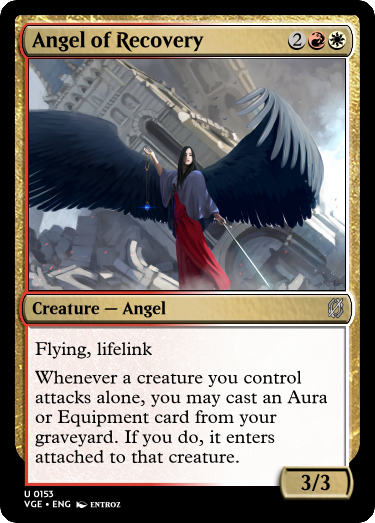 Angel of Recovery 2
Creature — Angel
Flying, lifelink
Whenever a creature you control
attacks alone, you may cast an Aura
or Equipment card from your
graveyard. If you do, it enters
attached to that creature.
3/3
U 0153
VGE • ENG ENTROZ